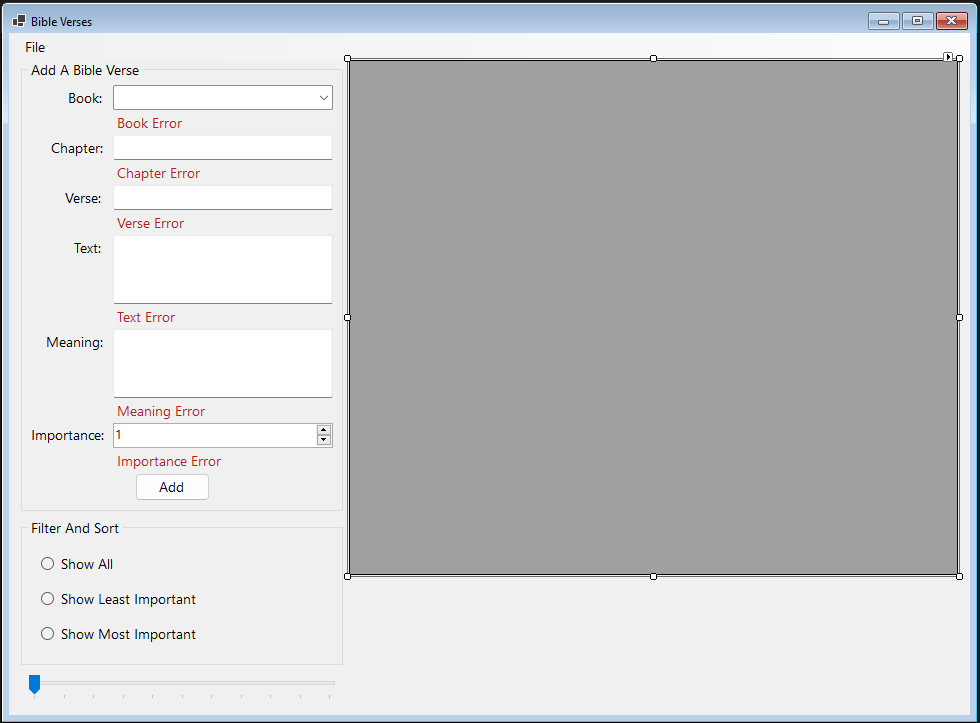 Bible Verses
File
Add A Bible Verse
Book:
Book Error
Chapter:
Chapter Error
Verse:
Verse Error
Text:
Text Error
Meaning:
Meaning Error
Importance: 1
Importance Error
Add
Filter And Sort
Show All
Show Least Important
Show Most Important